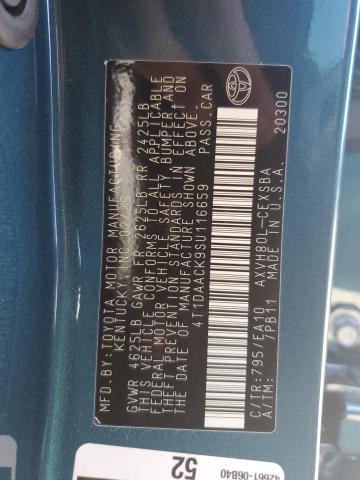 MFD.BY:TOYOTA MOTOR MANUFACTURING,
KENTUCKY,INC. 02/25
GVWR 4625LB GAWR FR 2625LB RR 2425LB
THIS VEHICLE CONFORMS TO ALL APPLICABLE
FEDERAL MOTOR VEHICLE SAFETY,BUMPER,AND
THEFT PREVENTION STANDARDS IN EFFECT ON
THE DATE OF MANUFACTURE SHOWN ABOVE.
4T1DAACK9SU116659 PASS.CAR
C/TR:795/EA10 AXVH80L-CEXSBA
A/TM: 7PB11 MADE IN U.S.A. 20300
52
42661-06B40